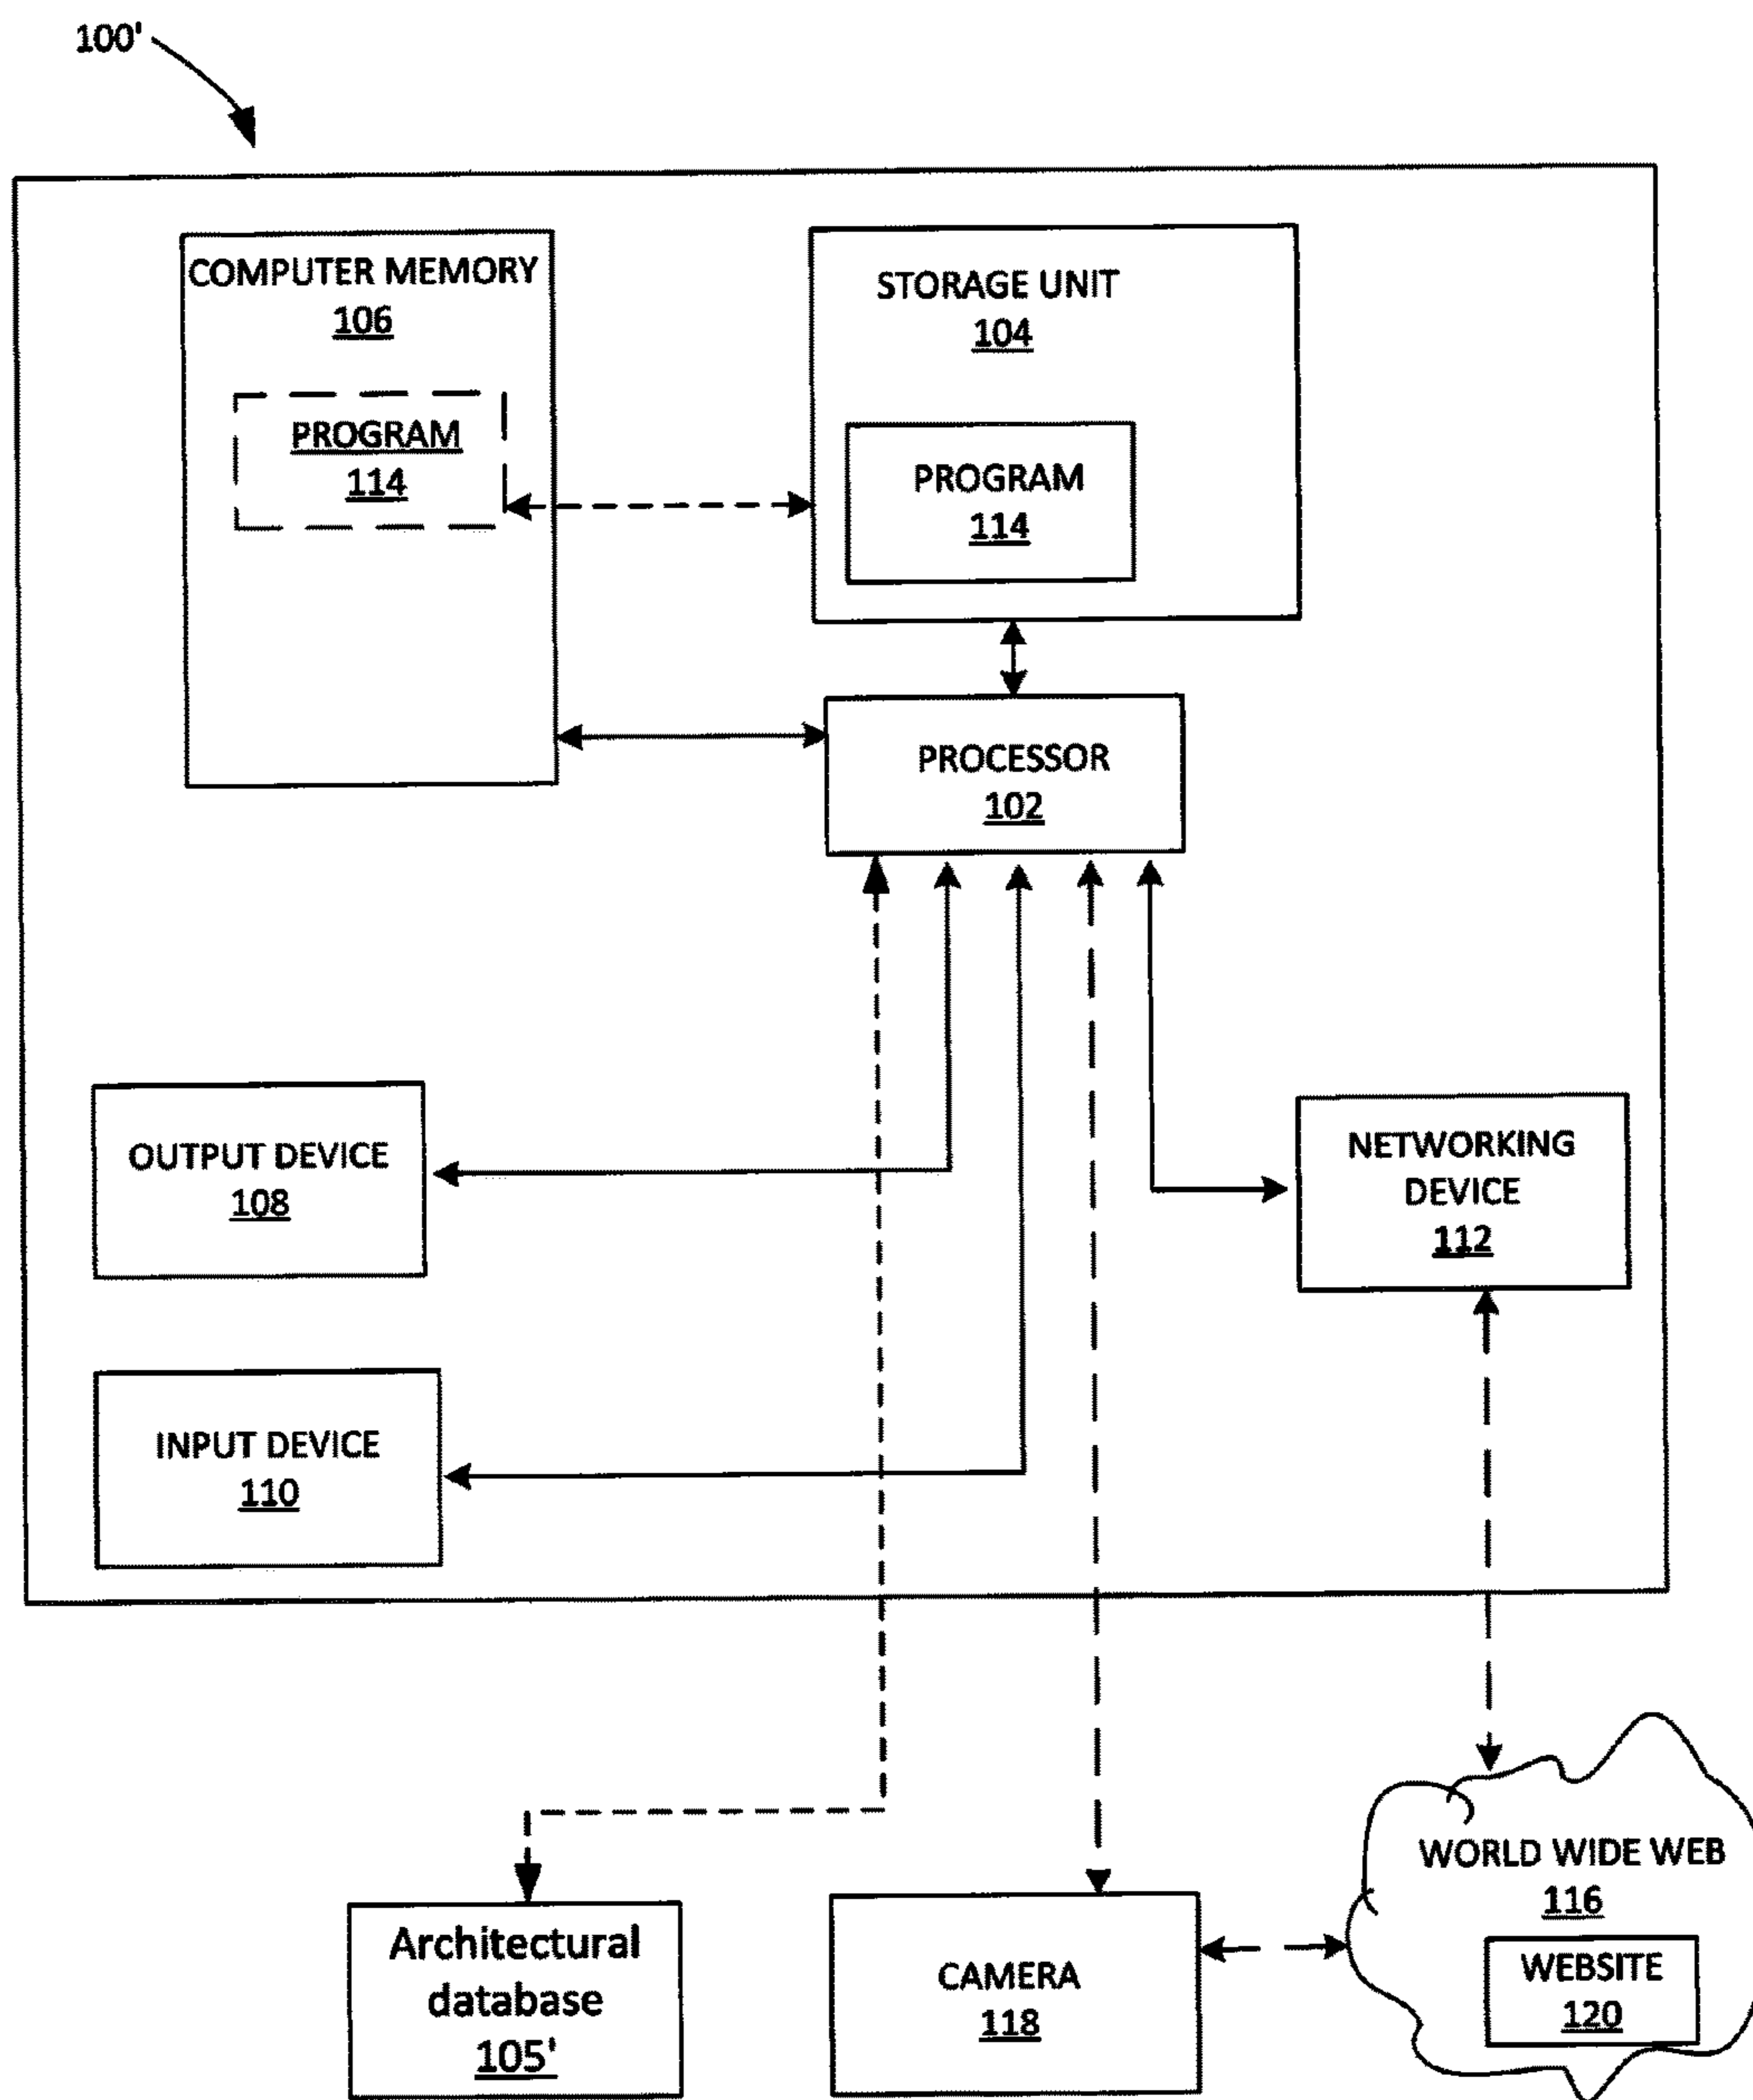 100'
COMPUTER MEMORY
106
PROGRAM
114
STORAGE UNIT
104
PROGRAM
114
PROCESSOR
102
OUTPUT DEVICE
108
NETWORKING
DEVICE
112
INPUT DEVICE
110
Architectural
database
105'
CAMERA
118
WORLD WIDE WEB
116
WEBSITE
120